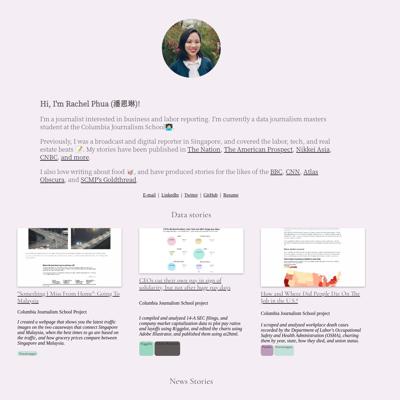 Hi, I'm Rachel Phua (潘恩琳)!
I'm a journalist interested in business and labor reporting. I'm currently a data journalism masters
student at the Columbia Journalism School
Previously, I was a broadcast and digital reporter in Singapore, and covered the labor, tech, and real
estate beats 📝. My stories have been published in The Nation, The American Prospect, Nikkei Asia,
CNBC, and more.
I also love writing about food 🥡, and have produced stories for the likes of the BBC, CNN, Atlas
Obscura, and SCMP's Goldthread.
E-mail | LinkedIn | Twitter | GitHub | Resume
Data stories
"Something I Miss From Home": Going To
Malaysia
Columbia Journalism School project
I created a webpage that shows you the latest traffic
images on the two causeways that connect Singapore
and Malaysia, when the best times to go are based on
the traffic, and how grocery prices compare between
Singapore and Malaysia.
CEOs cut their own pay in sign of
solidarity, but not after huge pay days
Columbia Journalism School project
I compiled and analyzed 14-A SEC filings, and
company market capitalization data to plot pay ratios
and layoffs using Rggplot, and edited the charts using
Adobe Illustrator, and published them using ai2html.
How and Where Did People Die On The
Job in the U.S?
Columbia Journalism School project
I scraped and analyzed workplace death cases
recorded by the Department of Labor's Occupational
Safety and Health Administration (OSHA), charting
them by year, state, how they died, and union status.
News Stories